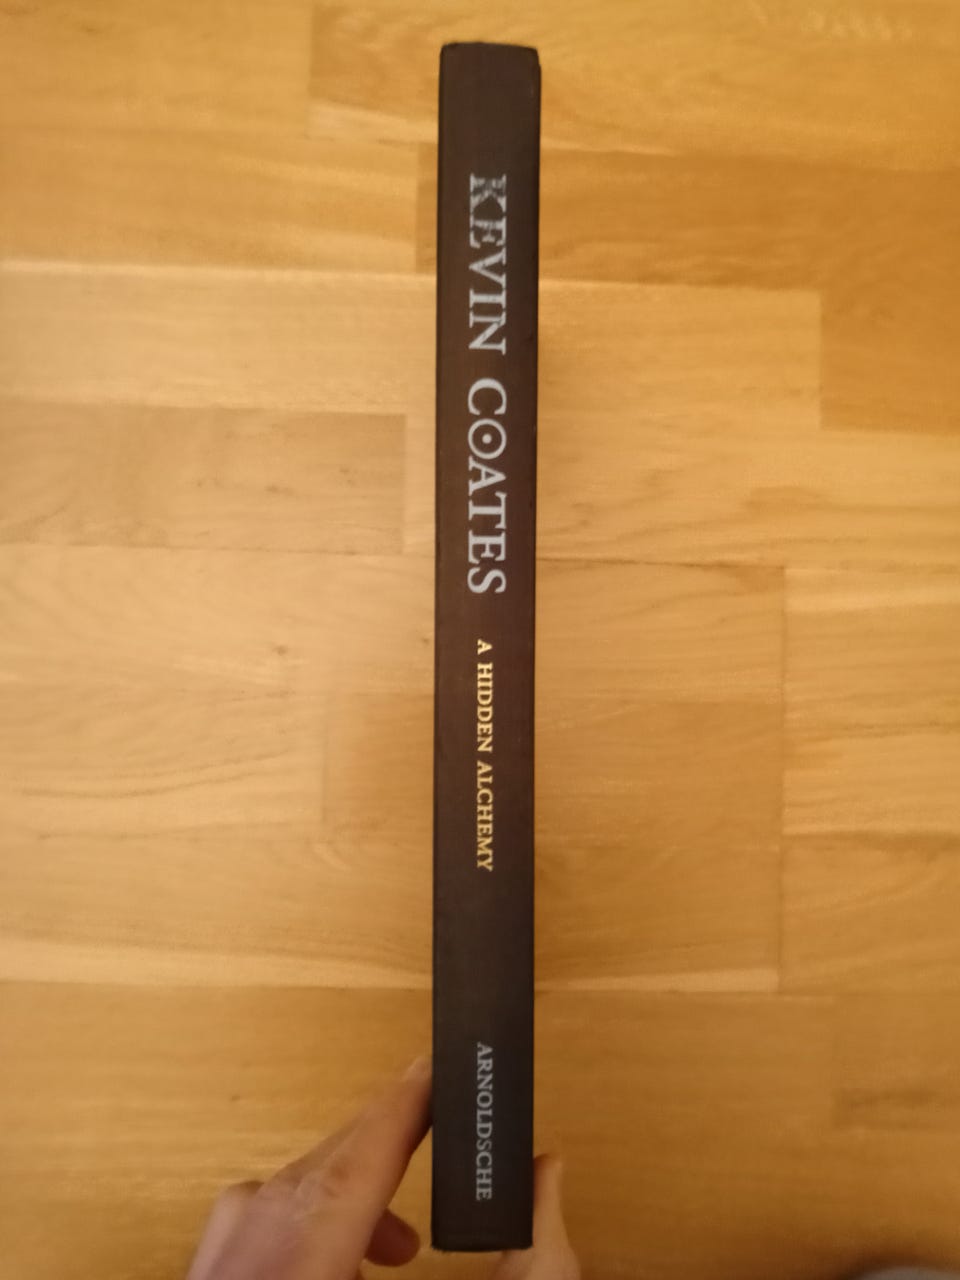 KEVIN COATES
A HIDDEN ALCHEMY
ARNOLDSCHE